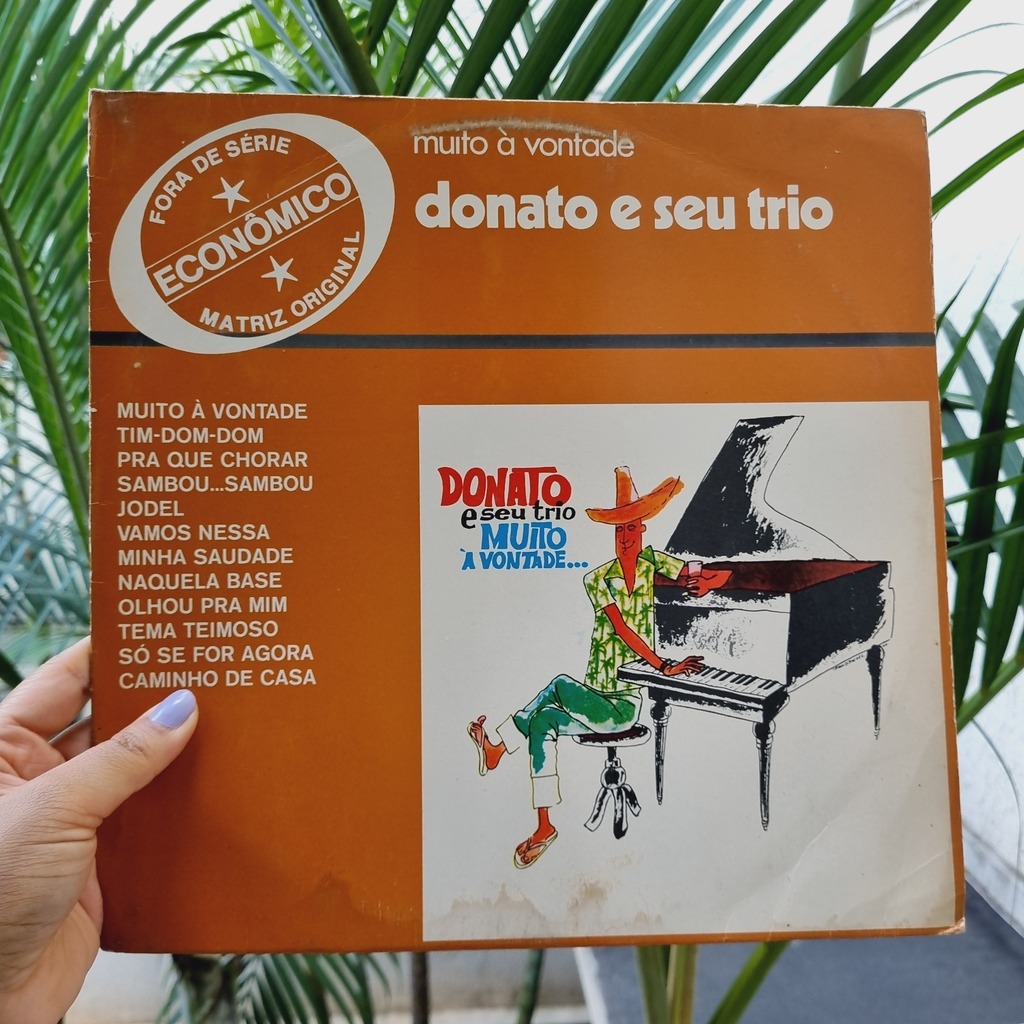 FORA DE SÉRIE
ECONÔMICO
MATRIZ ORIGINAL
muito à vontade
donato e seu trio
MUITO À VONTADE
TIM-DOM-DOM
PRA QUE CHORAR
SAMBOU...SAMBOU
JODEL
VAMOS NESSA
MINHA SAUDADE
NAQUELA BASE
OLHOU PRA MIM
TEMA TEIMOSO
SÓ SE FOR AGORA
CAMINHO DE CASA
DONATO
e seu trio
MUITO
À VONTADE...